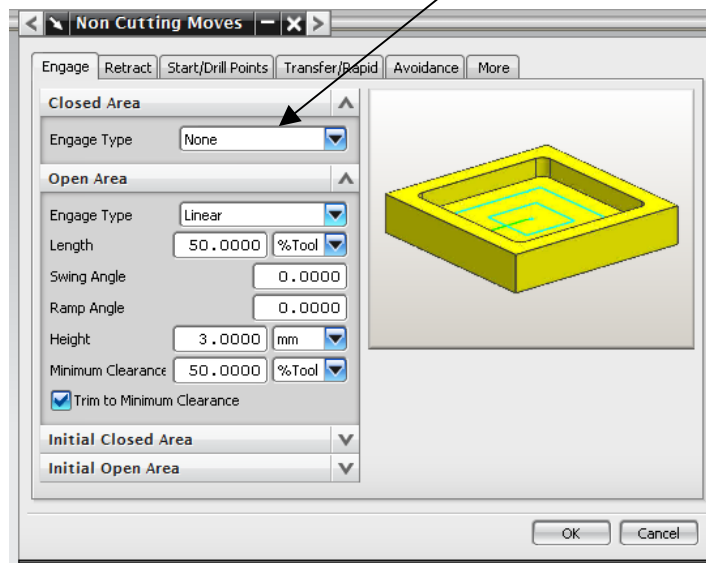 Non Cutting Moves
Engage Retract Start/Drill Points Transfer/Rapid Avoidance More
Closed Area
Engage Type None
Open Area
Engage Type Linear
Length 50.0000 %Tool
Swing Angle 0.0000
Ramp Angle 0.0000
Height 3.0000 mm
Minimum Clearance 50.0000 %Tool
Trim to Minimum Clearance
Initial Closed Area
Initial Open Area
OK Cancel